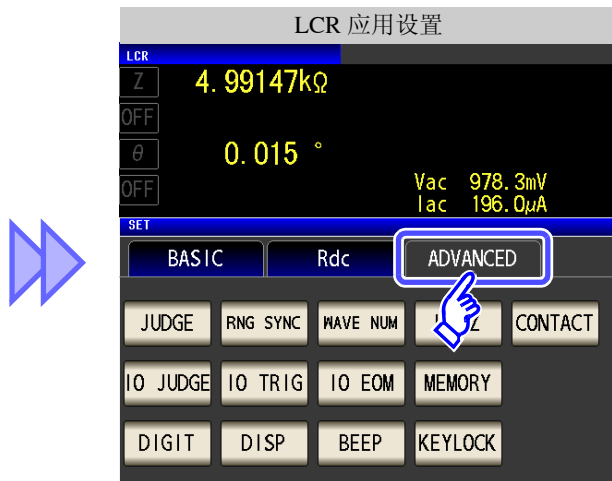 LCR 应用设置
LCR
Z 4.99147kΩ
OFF
θ 0.015 °
OFF
Vac 978.3mV
Iac 196.0μA
SET
BASIC Rdc ADVANCED
JUDGE RNG SYNC WAVE NUM Z CONTACT
IO JUDGE IO TRIG IO EOM MEMORY
DIGIT DISP BEEP KEYLOCK